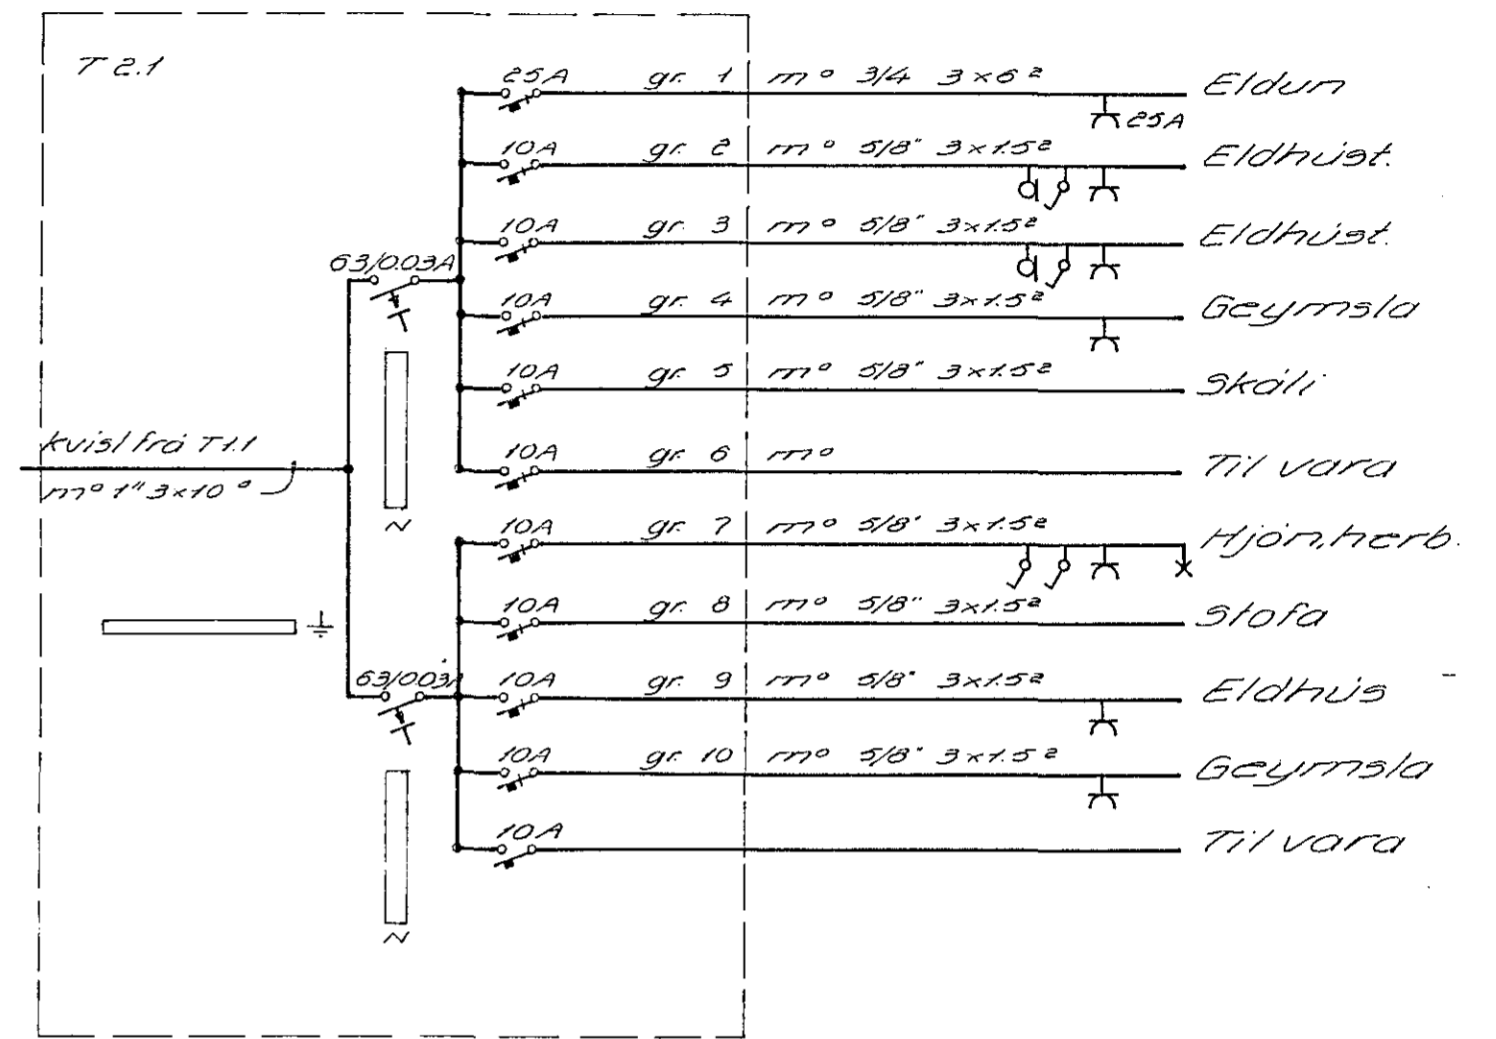 T 2.1
25A gr. 1 m° 3/4 3×6² Eldun
25A
10A gr. 2 m° 5/8" 3×1.5² Eldhúst.
10A gr. 3 m° 5/8" 3×1.5² Eldhúst.
63/0.03A
10A gr. 4 m° 5/8" 3×1.5² Geymsla
10A gr. 5 m° 5/8" 3×1.5² Skáli
kvísl frá T1.1
m° 1" 3×10²
10A gr. 6 m° Til vara
N
10A gr. 7 m° 5/8' 3×1.5² Hjón.herb.
10A gr. 8 m° 5/8" 3×1.5² Stofa
63/0.03A
10A gr. 9 m° 5/8" 3×1.5² Eldhús
10A gr. 10 m° 5/8" 3×1.5² Geymsla
10A Til vara
N